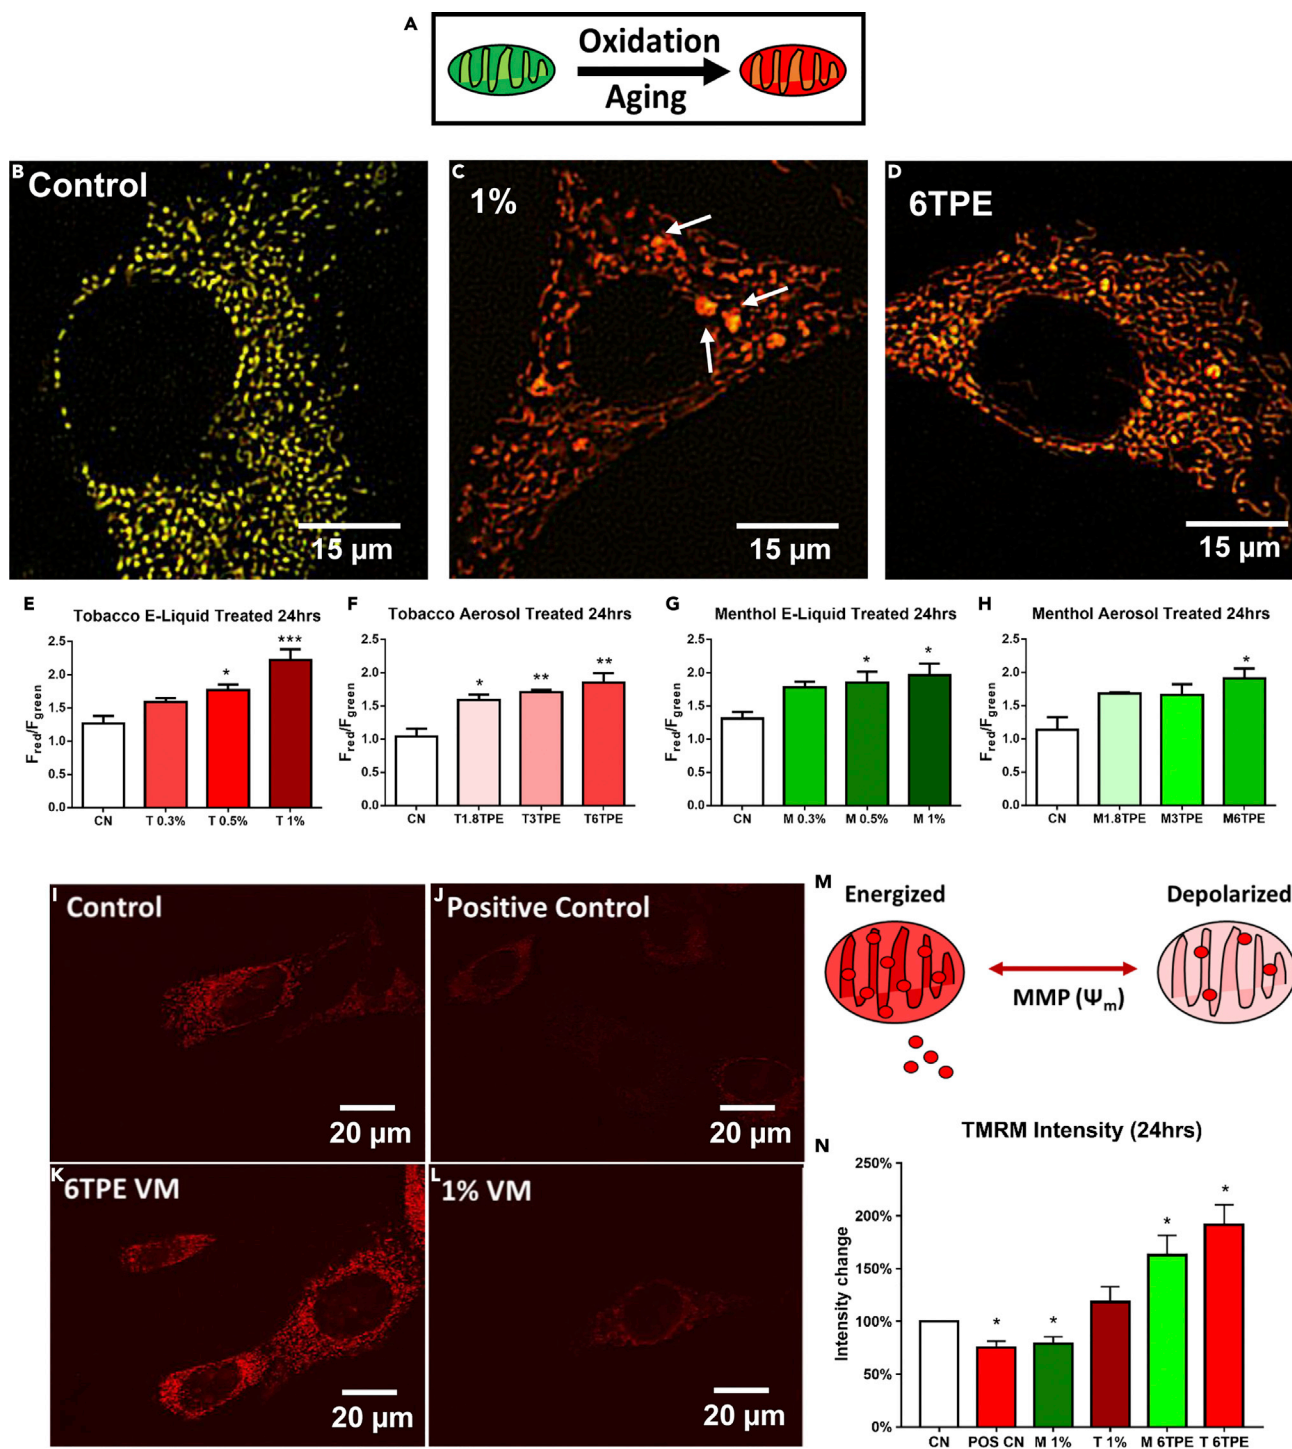 A
Oxidation
Aging
B
Control
15 µm
C
1%
15 µm
D
6TPE
15 µm
E
Tobacco E-Liquid Treated 24hrs
2.5
2.0
1.5
1.0
0.5
0.0
Fred/Fgreen
*
***
CN
T 0.3%
T 0.5%
T 1%
F
Tobacco Aerosol Treated 24hrs
2.5
2.0
1.5
1.0
0.5
0.0
Fred/Fgreen
*
**
**
CN
T1.8TPE
T3TPE
T6TPE
G
Menthol E-Liquid Treated 24hrs
2.5
2.0
1.5
1.0
0.5
0.0
Fred/Fgreen
*
*
CN
M 0.3%
M 0.5%
M 1%
H
Menthol Aerosol Treated 24hrs
2.5
2.0
1.5
1.0
0.5
0.0
Fred/Fgreen
*
CN
M1.8TPE
M3TPE
M6TPE
I
Control
20 µm
J
Positive Control
20 µm
K
6TPE VM
20 µm
L
1% VM
20 µm
M
Energized
Depolarized
MMP (Ψm)
N
TMRM Intensity (24hrs)
250%
200%
150%
100%
50%
0%
Intensity change
*
*
*
*
CN
POS CN
M 1%
T 1%
M 6TPE
T 6TPE